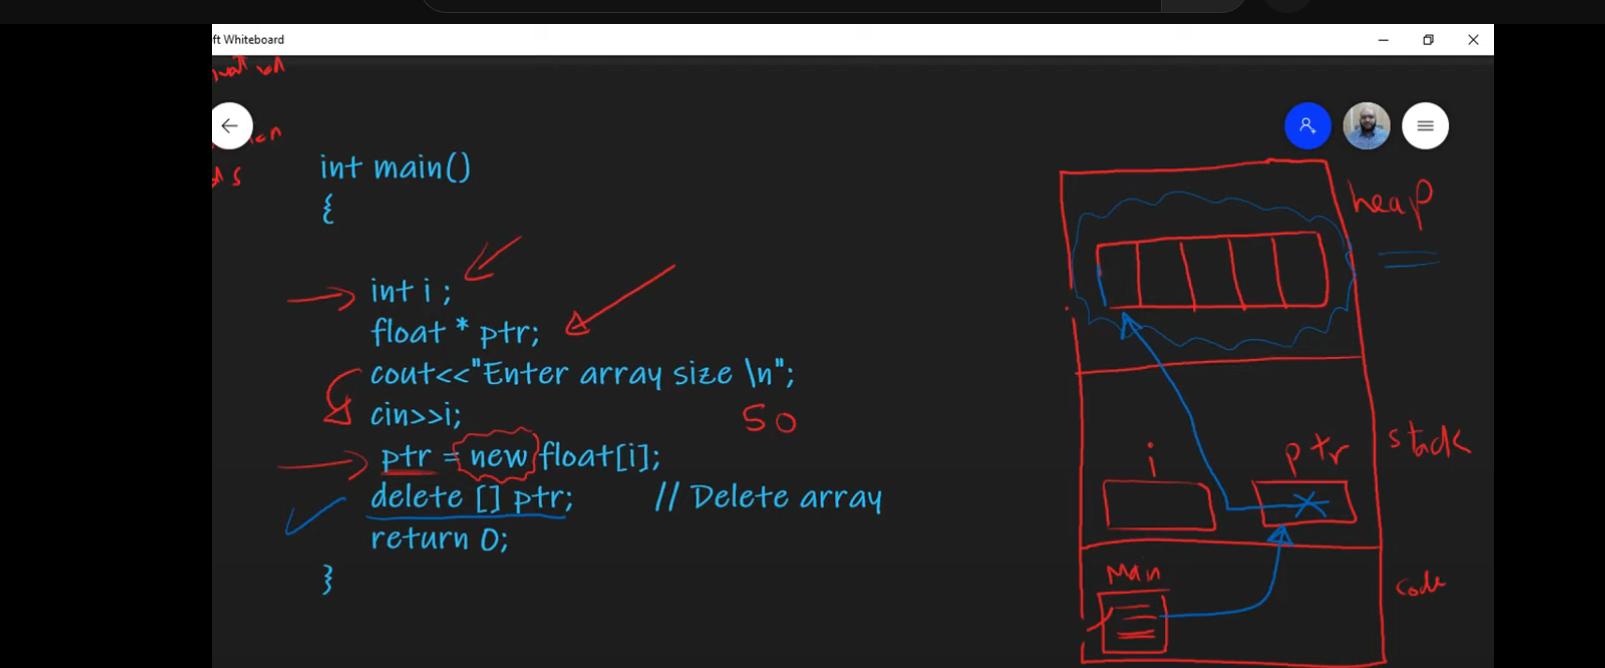 ft Whiteboard
int main()
{
int i ;
float * ptr;
cout<<"Enter array size \n";
cin>>i;
50
ptr = new float[i];
delete [] ptr; // Delete array
return 0;
}
heap
stack
i
ptr
Main
code